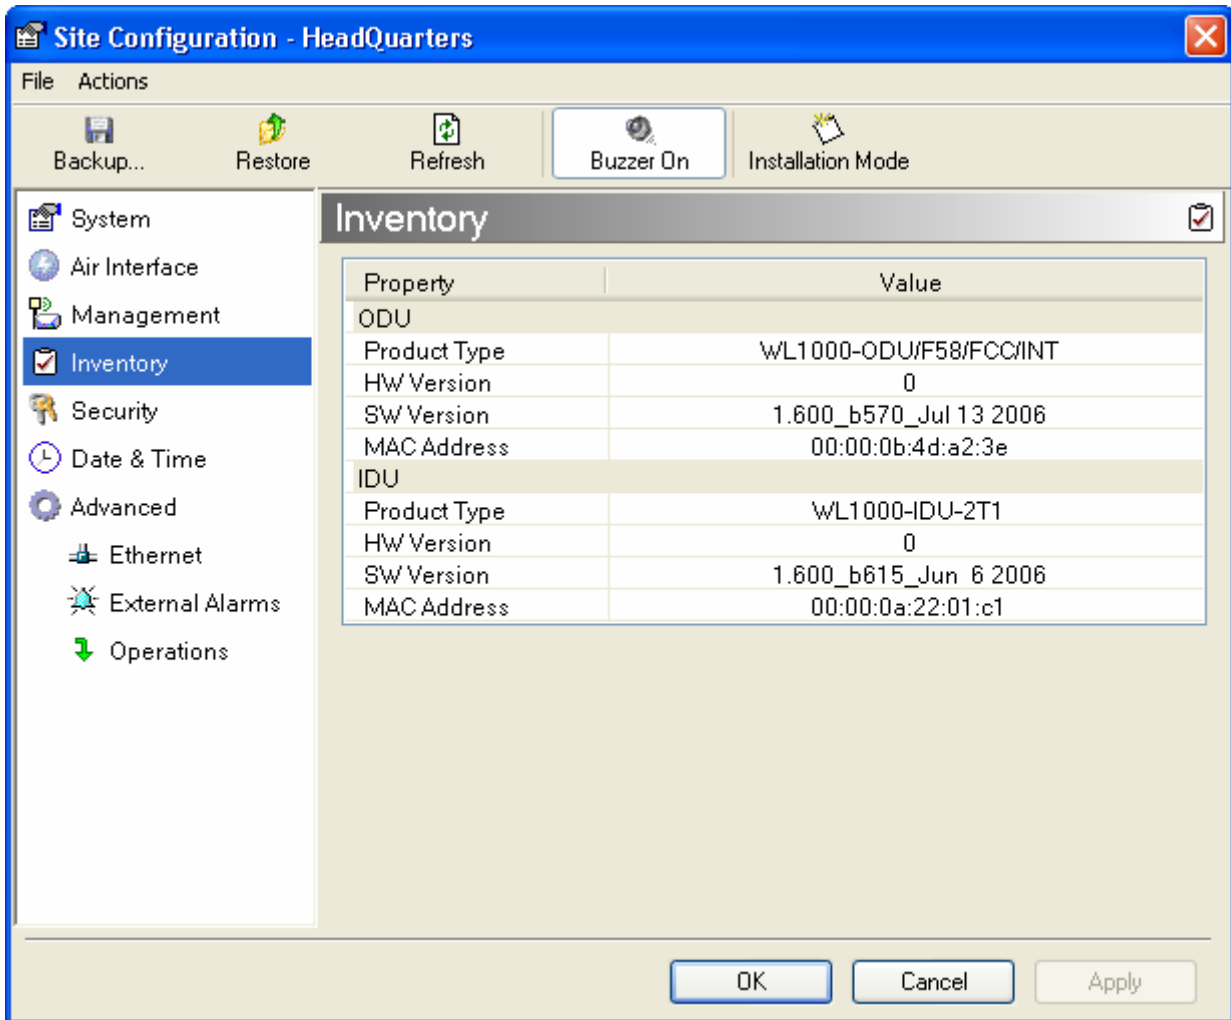 Site Configuration - HeadQuarters
File Actions
Backup... Restore Refresh Buzzer On Installation Mode
System
Air Interface
Management
Inventory
Security
Date & Time
Advanced
Ethernet
External Alarms
Operations
Inventory
Property Value
ODU
Product Type WL1000-ODU/F58/FCC/INT
HW Version 0
SW Version 1.600_b570_Jul 13 2006
MAC Address 00:00:0b:4d:a2:3e
IDU
Product Type WL1000-IDU-2T1
HW Version 0
SW Version 1.600_b615_Jun  6 2006
MAC Address 00:00:0a:22:01:c1
OK Cancel Apply